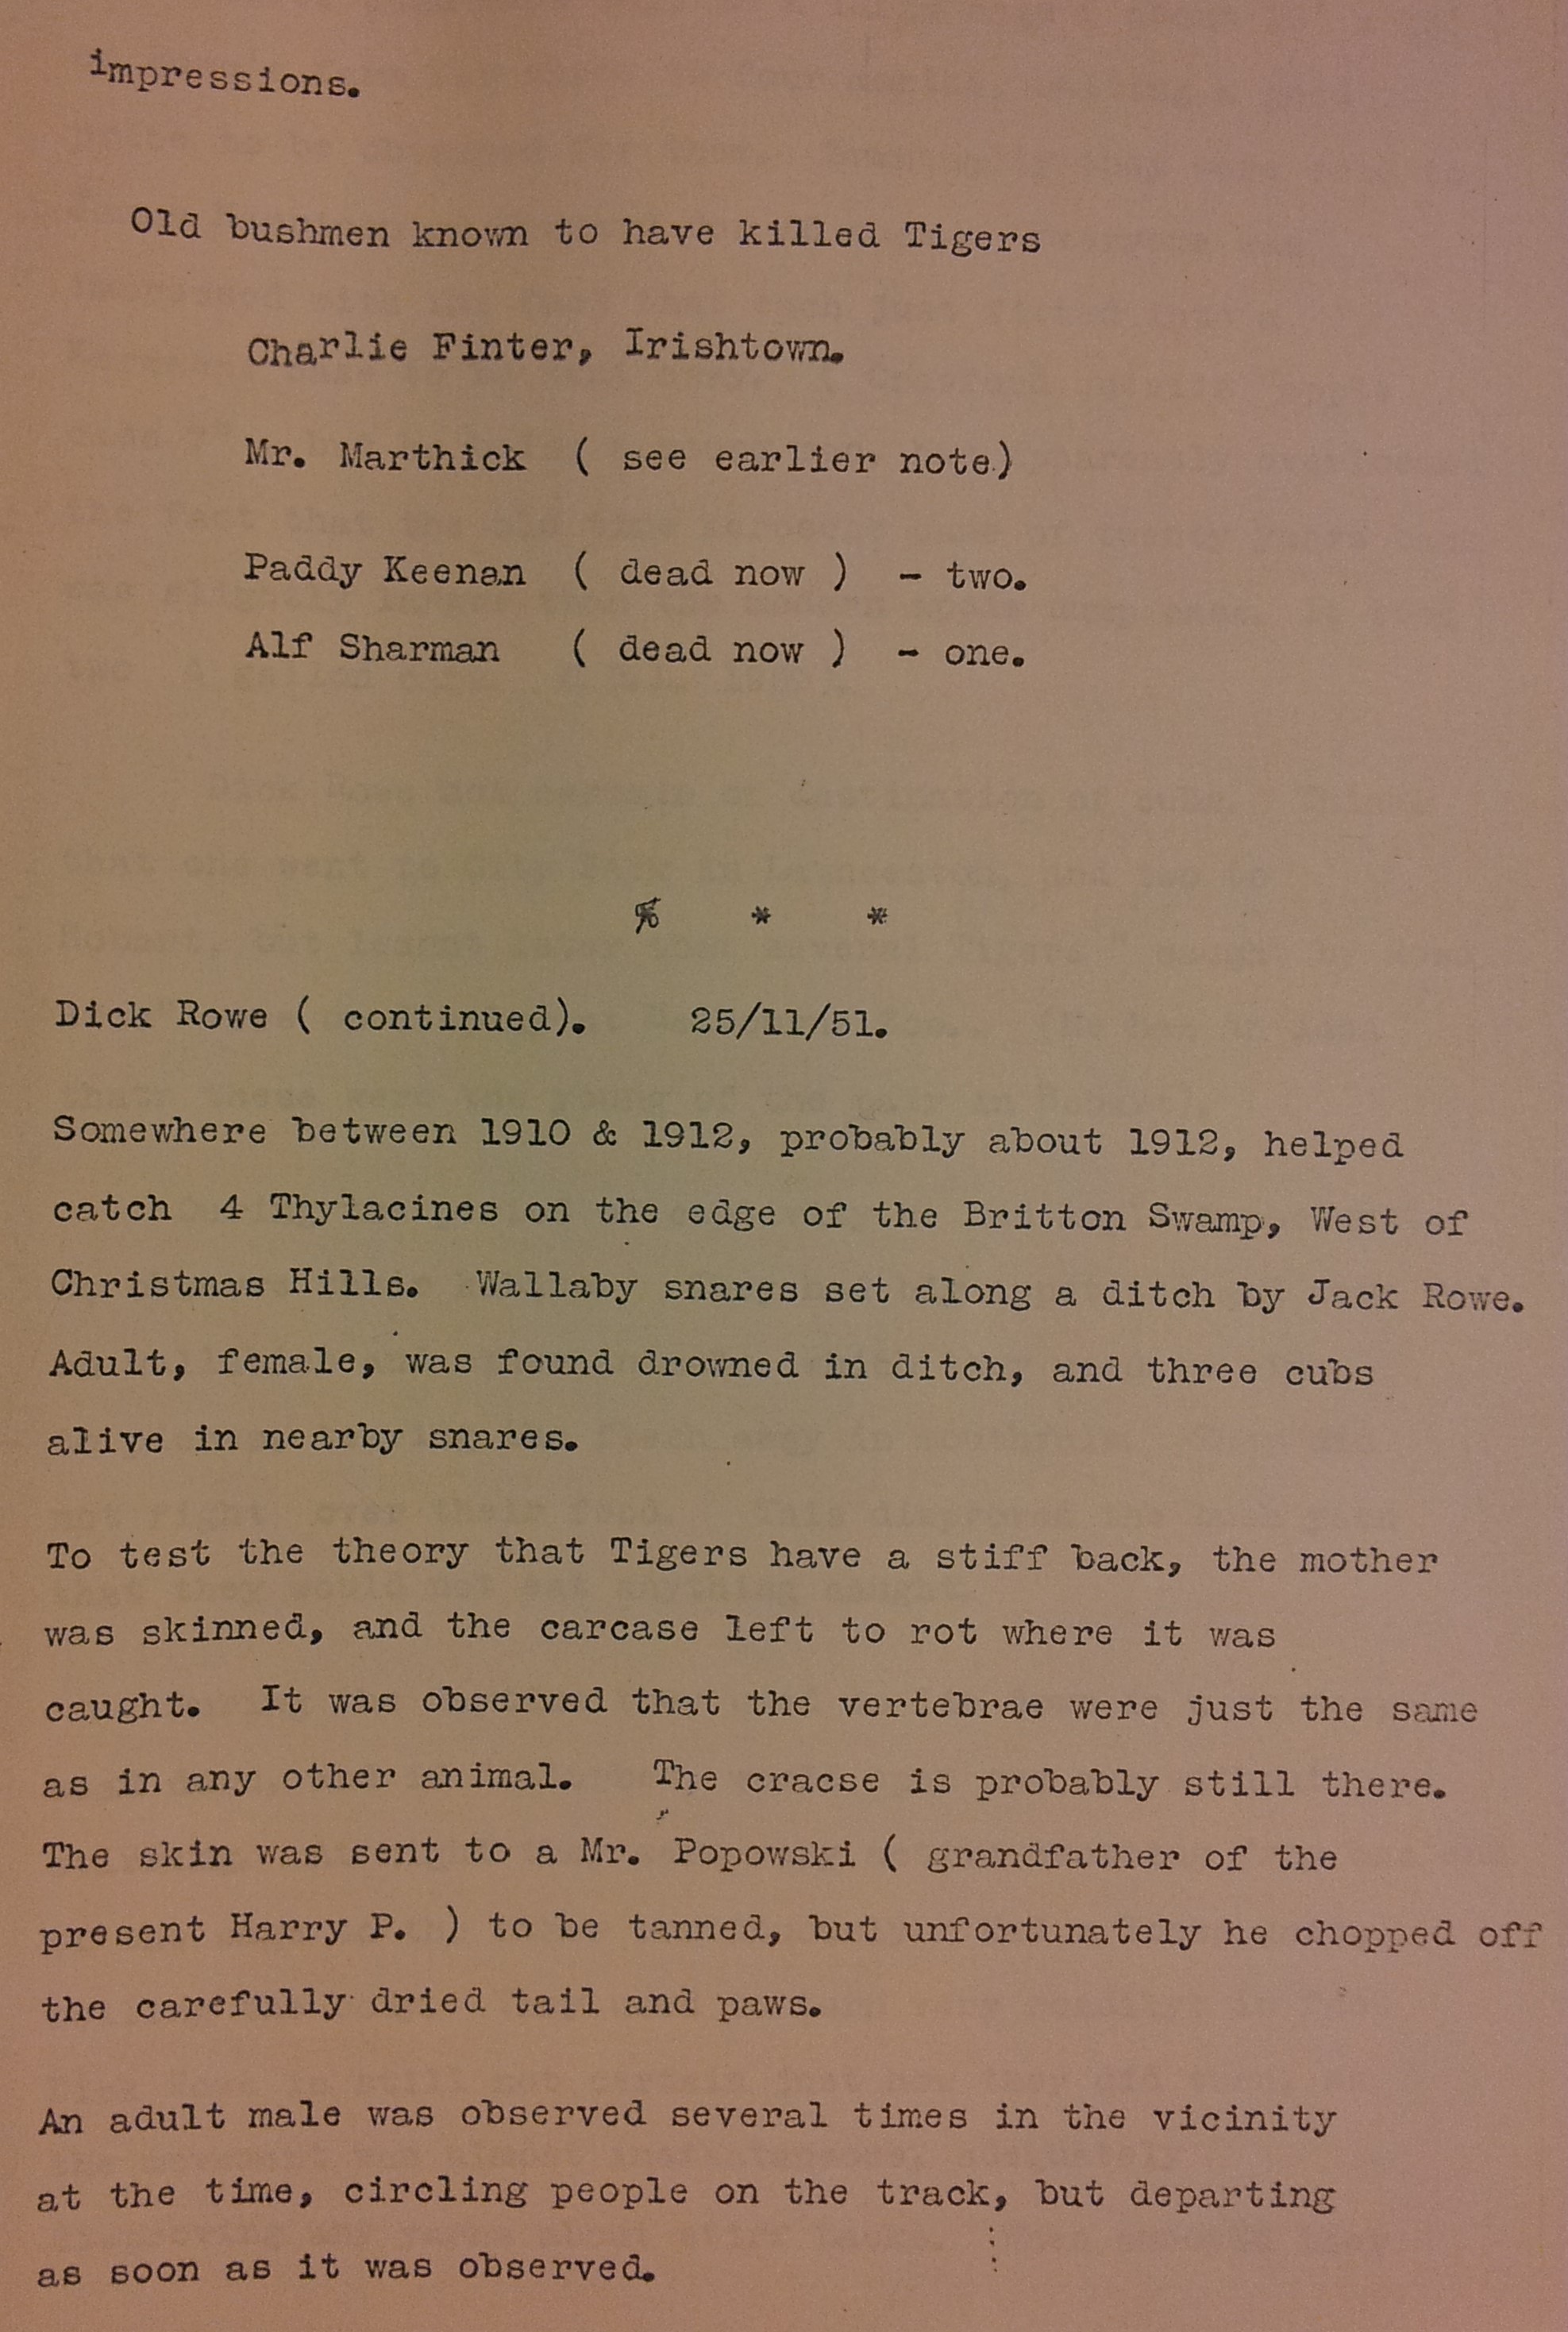 impressions.
Old bushmen known to have killed Tigers
Charlie Finter, Irishtown.
Mr. Marthick ( see earlier note)
Paddy Keenan ( dead now ) - two.
Alf Sharman ( dead now ) - one.
* * *
Dick Rowe ( continued). 25/11/51.
Somewhere between 1910 & 1912, probably about 1912, helped
catch 4 Thylacines on the edge of the Britton Swamp, West of
Christmas Hills. Wallaby snares set along a ditch by Jack Rowe.
Adult, female, was found drowned in ditch, and three cubs
alive in nearby snares.
To test the theory that Tigers have a stiff back, the mother
was skinned, and the carcase left to rot where it was
caught. It was observed that the vertebrae were just the same
as in any other animal. The cracse is probably still there.
The skin was sent to a Mr. Popowski ( grandfather of the
present Harry P. ) to be tanned, but unfortunately he chopped off
the carefully dried tail and paws.
An adult male was observed several times in the vicinity
at the time, circling people on the track, but departing
as soon as it was observed.